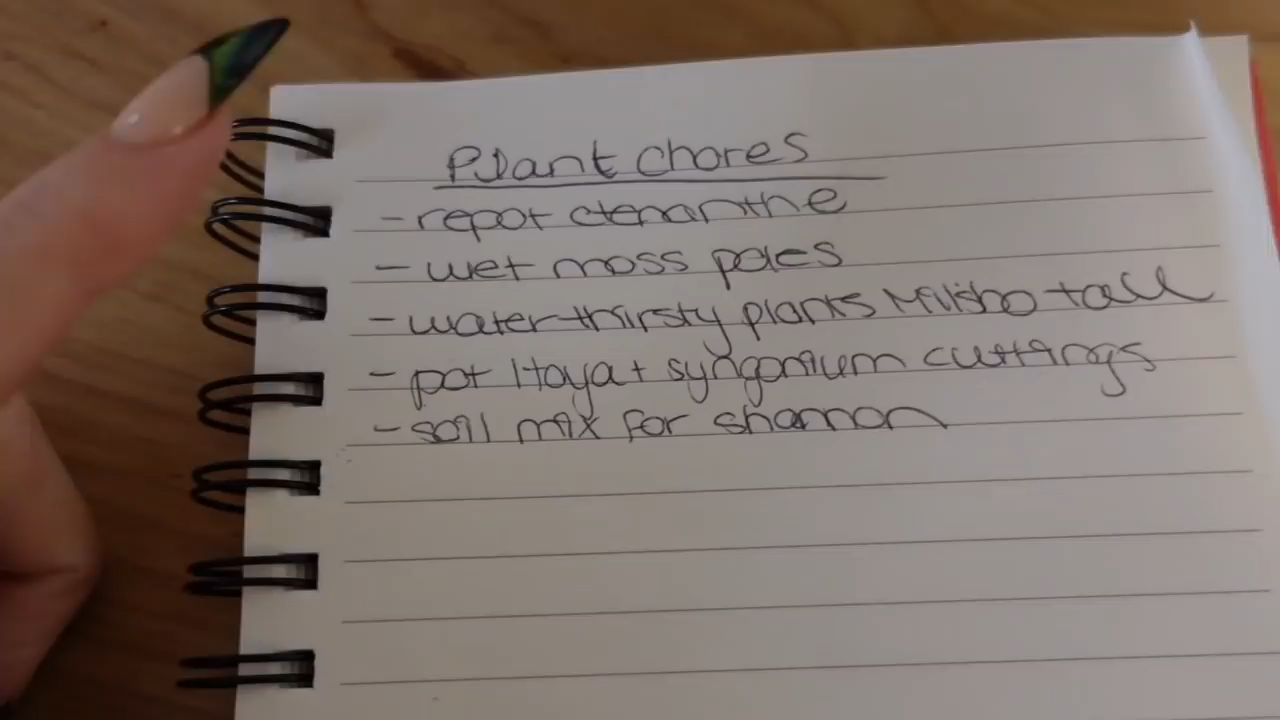 Plant chores
- repot ctenanthe
- wet moss poles
- water thirsty plants Milsbo tall
- pot Hoya + syngonium cuttings
- soil mix for shannon